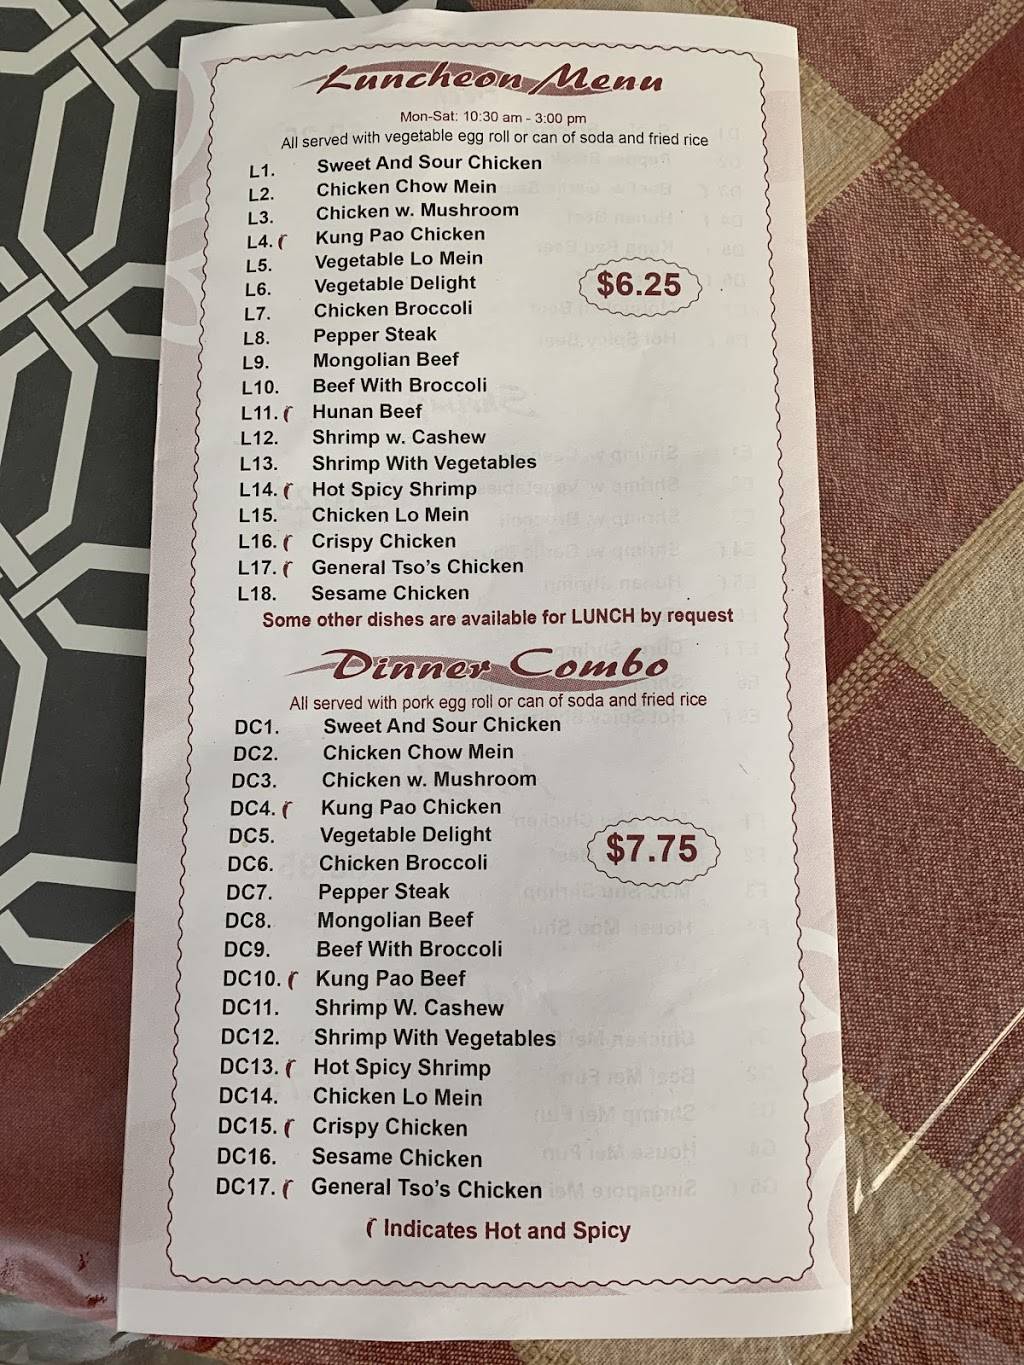 Luncheon Menu
Mon-Sat: 10:30 am - 3:00 pm
All served with vegetable egg roll or can of soda and fried rice
L1. Sweet And Sour Chicken
L2. Chicken Chow Mein
L3. Chicken w. Mushroom
L4. Kung Pao Chicken
L5. Vegetable Lo Mein
L6. Vegetable Delight
$6.25
L7. Chicken Broccoli
L8. Pepper Steak
L9. Mongolian Beef
L10. Beef With Broccoli
L11. Hunan Beef
L12. Shrimp w. Cashew
L13. Shrimp With Vegetables
L14. Hot Spicy Shrimp
L15. Chicken Lo Mein
L16. Crispy Chicken
L17. General Tso's Chicken
L18. Sesame Chicken
Some other dishes are available for LUNCH by request
Dinner Combo
All served with pork egg roll or can of soda and fried rice
DC1. Sweet And Sour Chicken
DC2. Chicken Chow Mein
DC3. Chicken w. Mushroom
DC4. Kung Pao Chicken
DC5. Vegetable Delight
$7.75
DC6. Chicken Broccoli
DC7. Pepper Steak
DC8. Mongolian Beef
DC9. Beef With Broccoli
DC10. Kung Pao Beef
DC11. Shrimp W. Cashew
DC12. Shrimp With Vegetables
DC13. Hot Spicy Shrimp
DC14. Chicken Lo Mein
DC15. Crispy Chicken
DC16. Sesame Chicken
DC17. General Tso's Chicken
Indicates Hot and Spicy